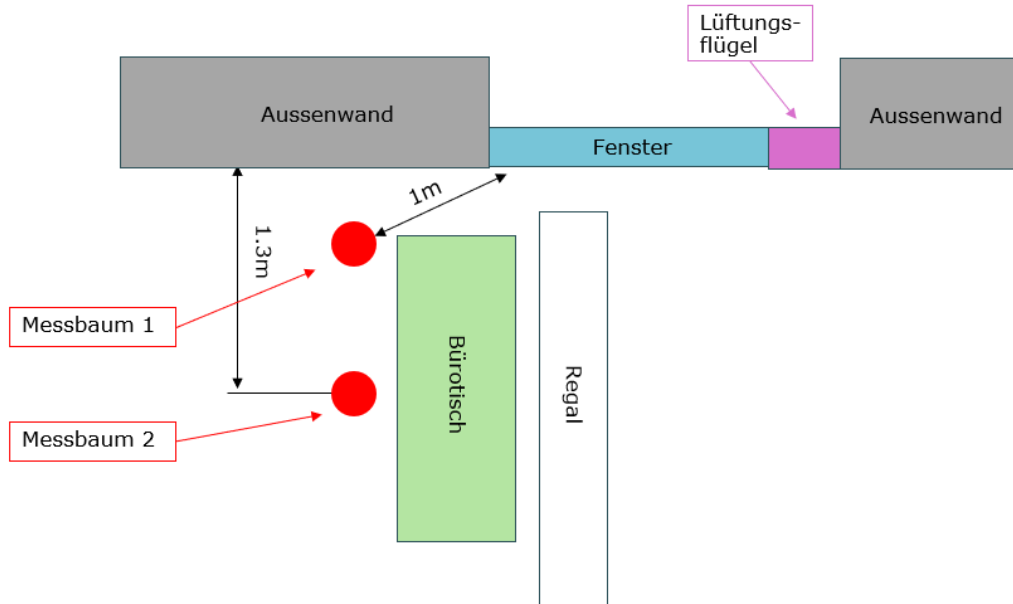 Lüftungs-
flügel
Aussenwand
Aussenwand
Fenster
1m
1.3m
Messbaum 1
Bürotisch
Regal
Messbaum 2